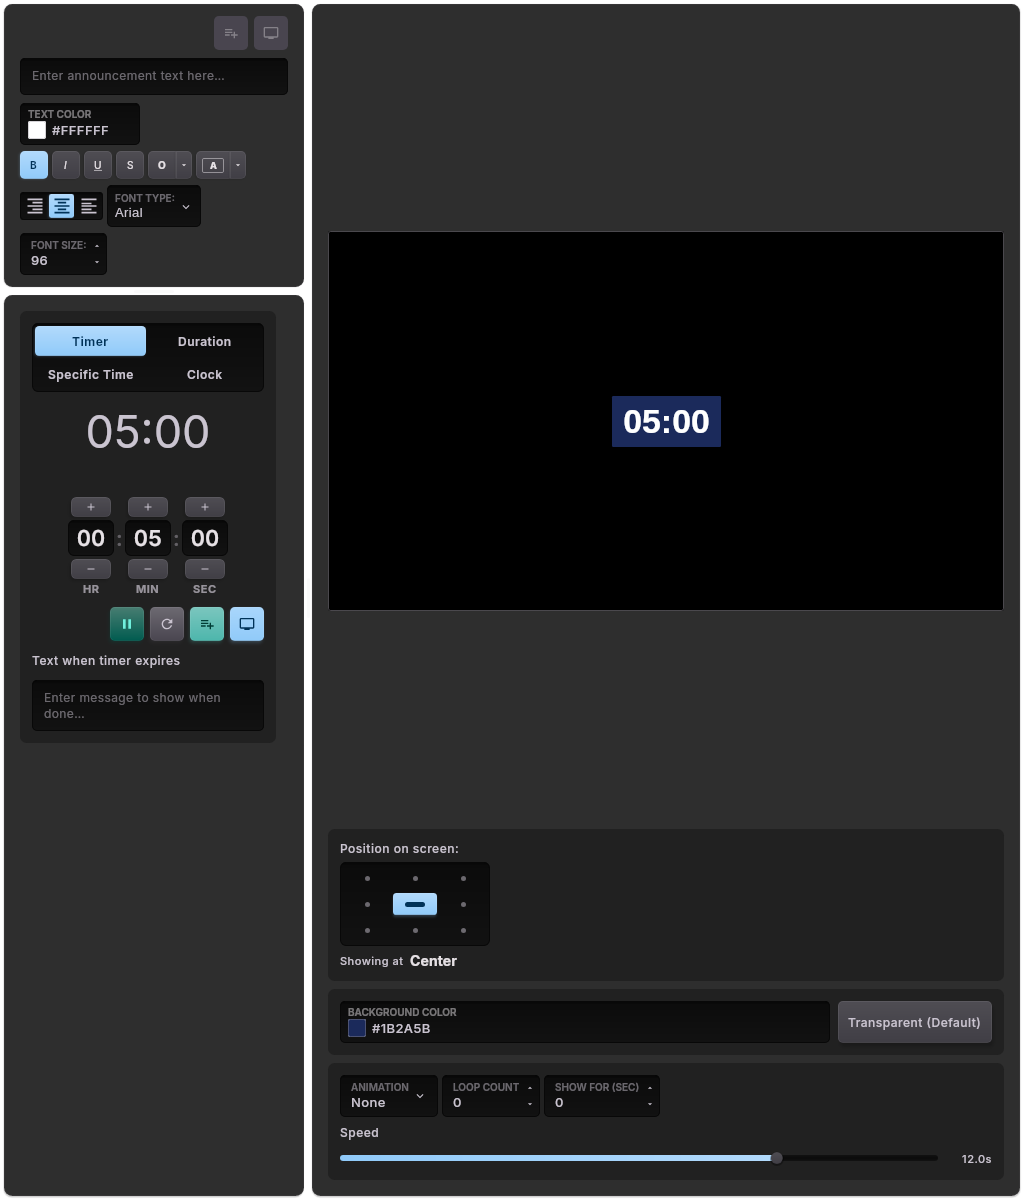 Enter announcement text here...
TEXT COLOR
#FFFFFF
B I U S O A
FONT TYPE:
Arial
FONT SIZE:
96
Timer Duration
Specific Time Clock
05:00
+ + +
00 : 05 : 00
− − −
HR MIN SEC
Text when timer expires
Enter message to show when
done...
05:00
Position on screen:
Showing at Center
BACKGROUND COLOR
#1B2A5B
Transparent (Default)
ANIMATION LOOP COUNT SHOW FOR (SEC)
None 0 0
Speed
12.0s